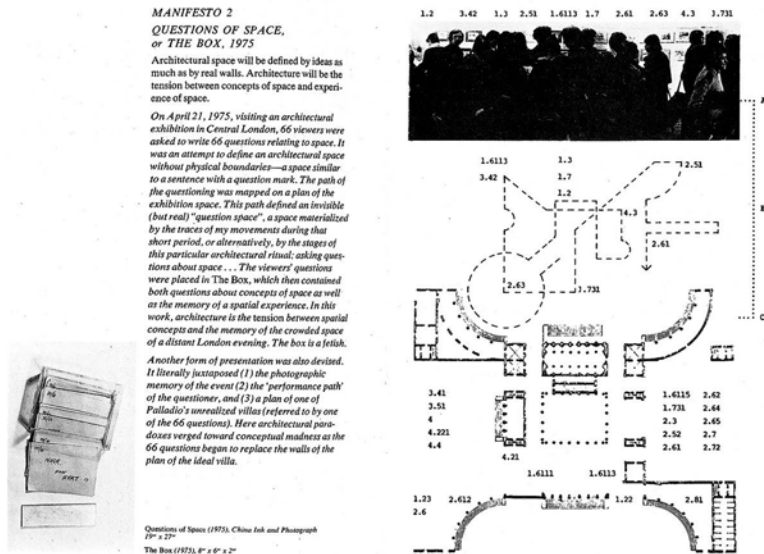 MANIFESTO 2
QUESTIONS OF SPACE,
or THE BOX, 1975
Architectural space will be defined by ideas as
much as by real walls. Architecture will be the
tension between concepts of space and experi-
ence of space.
On April 21, 1975, visiting an architectural
exhibition in Central London, 66 viewers were
asked to write 66 questions relating to space. It
was an attempt to define an architectural space
without physical boundaries—a space similar
to a sentence with a question mark. The path of
the questioning was mapped on a plan of the
exhibition space. This path defined an invisible
(but real) "question space", a space materialized
by the traces of my movements during that
short period, or alternatively, by the stages of
this particular architectural ritual: asking ques-
tions about space . . . The viewers' questions
were placed in The Box, which then contained
both questions about concepts of space as well
as the memory of a spatial experience. In this
work, architecture is the tension between spatial
concepts and the memory of the crowded space
of a distant London evening. The box is a fetish.
Another form of presentation was also devised.
It literally juxtaposed (1) the photographic
memory of the event (2) the 'performance path'
of the questioner, and (3) a plan of one of
Palladio's unrealized villas (referred to by one
of the 66 questions). Here architectural para-
doxes verged toward conceptual madness as the
66 questions began to replace the walls of the
plan of the ideal villa.
Questions of Space (1975). China Ink and Photograph
19" x 27"
The Box (1975), 8" x 6" x 2"
1.2 3.42 1.3 2.51 1.6113 1.7 2.61 2.63 4.3 3.731
1.6113 1.3 2.51
3.42 1.7
1.2
4.3
2.61
2.63 3.731
3.41 1.6115 2.62
3.51 1.731 2.64
4 2.3 2.65
4.221 2.52 2.7
4.4 2.61 2.72
4.21
1.6111 1.6113
1.23 2.612 1.22 2.81
2.6